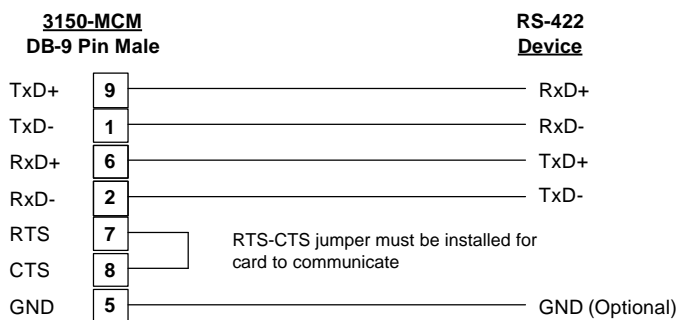 3150-MCM RS-422
DB-9 Pin Male Device
TxD+ 9 RxD+
TxD- 1 RxD-
RxD+ 6 TxD+
RxD- 2 TxD-
RTS 7
RTS-CTS jumper must be installed for
card to communicate
CTS 8
GND 5 GND (Optional)